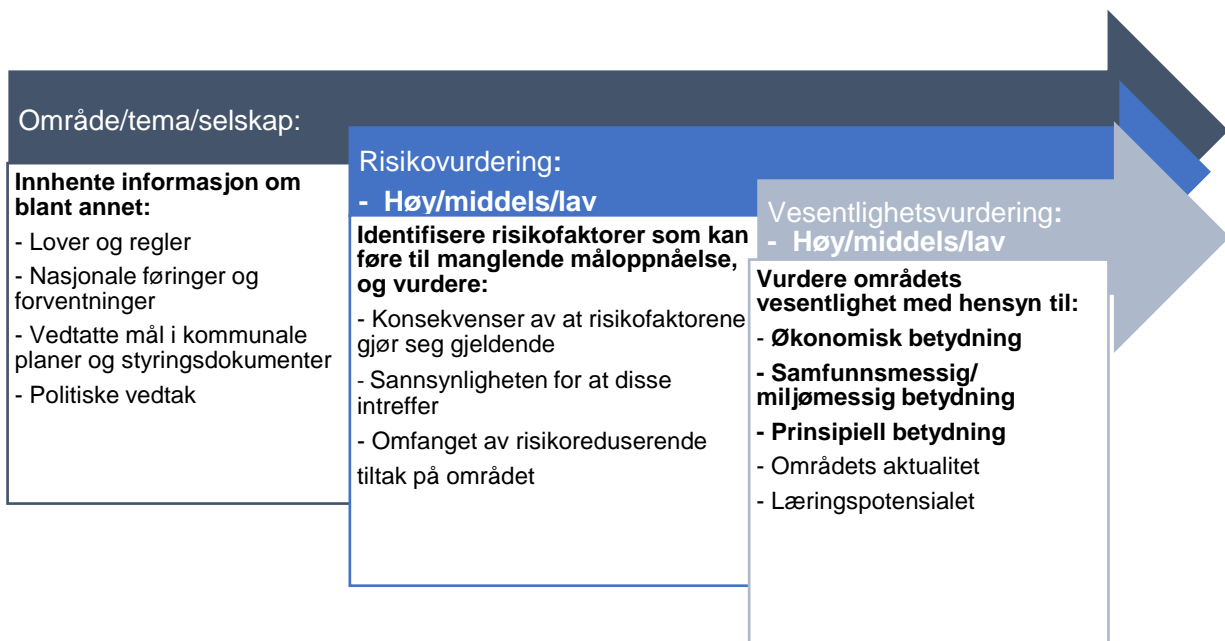 Område/tema/selskap:
Innhente informasjon om
blant annet:
- Lover og regler
- Nasjonale føringer og
forventninger
- Vedtatte mål i kommunale
planer og styringsdokumenter
- Politiske vedtak
Risikovurdering:
- Høy/middels/lav
Identifisere risikofaktorer som kan
føre til manglende måloppnåelse,
og vurdere:
- Konsekvenser av at risikofaktorene
gjør seg gjeldende
- Sannsynligheten for at disse
intreffer
- Omfanget av risikoreduserende
tiltak på området
Vesentlighetsvurdering:
- Høy/middels/lav
Vurdere områdets
vesentlighet med hensyn til:
- Økonomisk betydning
- Samfunnsmessig/
miljømessig betydning
- Prinsipiell betydning
- Områdets aktualitet
- Læringspotensialet